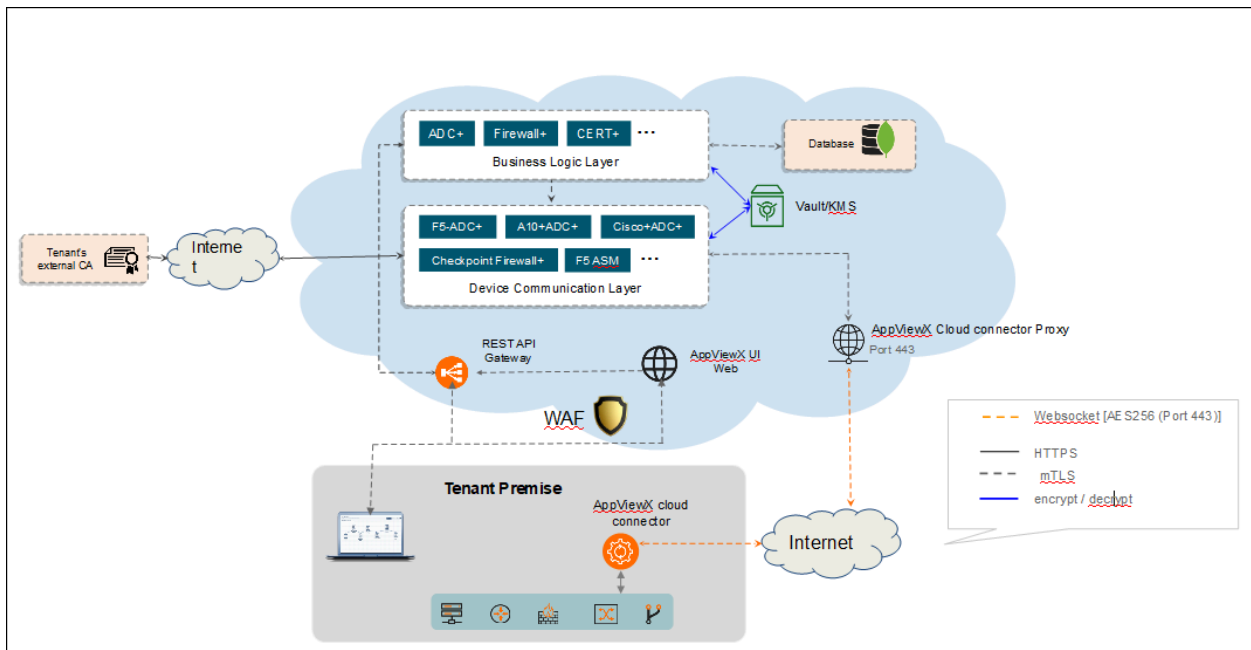 ADC+
Firewall+
CERT+
...
Business Logic Layer
Database
Vault/KMS
F5-ADC+
A10+ADC+
Cisco+ADC+
Checkpoint Firewall+
F5 ASM
...
Device Communication Layer
Tenant's
external CA
Interne
t
AppViewX Cloud connector Proxy
Port 443
REST API
Gateway
AppViewX UI
Web
WAF
Websocket [AES256 (Port 443)]
HTTPS
mTLS
encrypt / decrypt
Tenant Premise
AppViewX cloud
connector
Internet